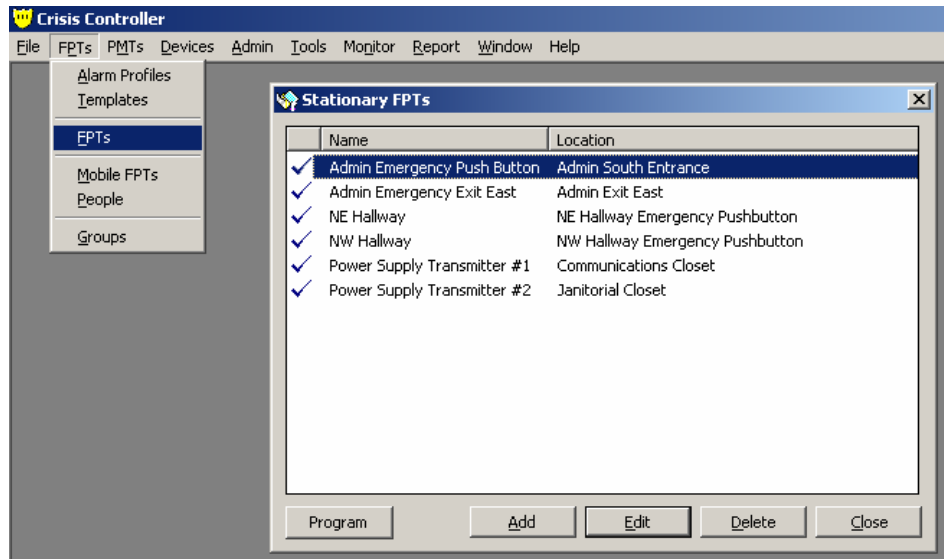 Crisis Controller
File FPTs PMTs Devices Admin Tools Monitor Report Window Help
Alarm Profiles
Templates
FPTs
Mobile FPTs
People
Groups
Stationary FPTs
Name Location
Admin Emergency Push Button Admin South Entrance
Admin Emergency Exit East Admin Exit East
NE Hallway NE Hallway Emergency Pushbutton
NW Hallway NW Hallway Emergency Pushbutton
Power Supply Transmitter #1 Communications Closet
Power Supply Transmitter #2 Janitorial Closet
Program Add Edit Delete Close